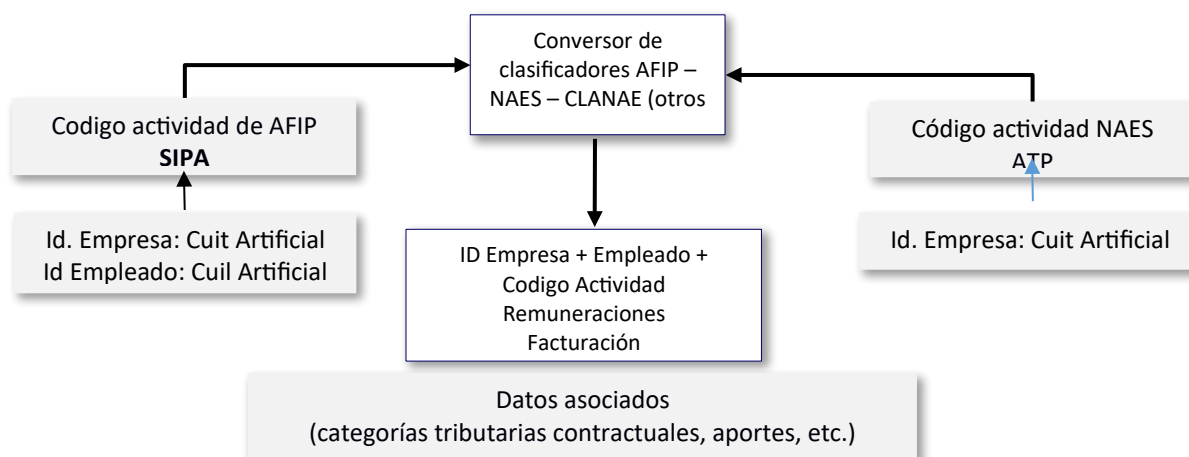 Conversor de
clasificadores AFIP –
NAES – CLANAE (otros
Codigo actividad de AFIP
SIPA
Código actividad NAES
ATP
Id. Empresa: Cuit Artificial
Id Empleado: Cuil Artificial
Id. Empresa: Cuit Artificial
ID Empresa + Empleado +
Codigo Actividad
Remuneraciones
Facturación
Datos asociados
(categorías tributarias contractuales, aportes, etc.)